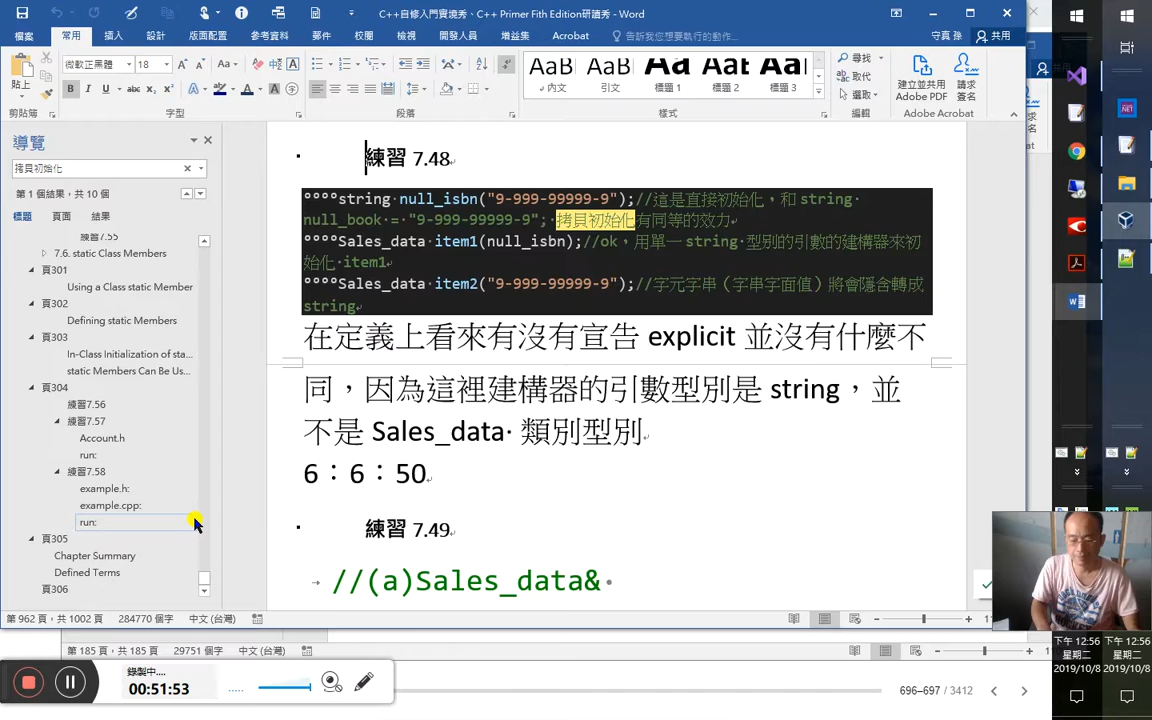 C++自修入門實境秀、C++ Primer Fith Edition研讀秀 - Word
檔案 常用 插入 設計 版面配置 參考資料 郵件 校閱 檢視 開發人員 增益集 Acrobat 告訴我您想要執行的動作... 守真 孫 共用
貼上 微軟正黑體 18 尋找
取代
選取
B I U abc x₂ x²
AaB AaB Aa Aat AaB
內文 引文 標題 1 標題 2 標題 3
建立並共用 Adobe PDF
請求 簽名
剪貼簿 字型 段落 樣式 編輯 Adobe Acrobat
導覽
拷貝初始化
第 1 個結果，共 10 個
標題 頁面 結果
練習7.55
7.6. static Class Members
頁301
Using a Class static Member
頁302
Defining static Members
頁303
In-Class Initialization of sta...
static Members Can Be Us...
頁304
練習7.56
練習7.57
Account.h
run:
練習7.58
example.h:
example.cpp:
run:
頁305
Chapter Summary
Defined Terms
頁306
練習 7.48
string null_isbn("9-999-99999-9");//這是直接初始化，和 string
null_book = "9-999-99999-9"; 拷貝初始化有同等的效力
Sales_data item1(null_isbn);//ok，用單一 string 型別的引數的建構器來初
始化 item1
Sales_data item2("9-999-99999-9");//字元字串（字串字面值）將會隱含轉成
string
在定義上看來有沒有宣告 explicit 並沒有什麼不
同，因為這裡建構器的引數型別是 string，並
不是 Sales_data 類別型別
6：6：50
練習 7.49
//(a)Sales_data&
第 962 頁，共 1002 頁 284770 個字 中文 (台灣)
第 185 頁，共 185 頁 29751 個字 中文 (台灣)
錄製中....
00:51:53
696–697 / 3412
下午 12:56 下午 12:56
星期二 星期二
2019/10/8 2019/10/8